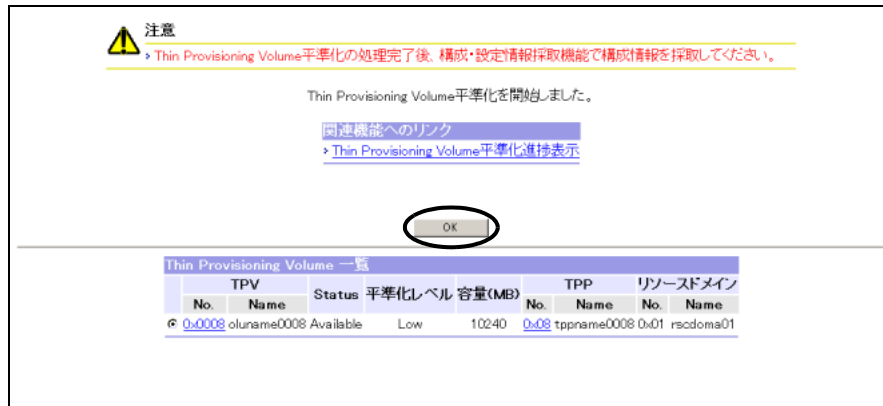 注意
Thin Provisioning Volume平準化の処理完了後、構成・設定情報採取機能で構成情報を採取してください。
Thin Provisioning Volume平準化を開始しました。
関連機能へのリンク
Thin Provisioning Volume平準化進捗表示
OK
Thin Provisioning Volume 一覧
TPV Status 平準化レベル 容量(MB) TPP リソースドメイン
No. Name No. Name No. Name
0x0008 oluname0008 Available Low 10240 0x08 tppname0008 0x01 rscdoma01